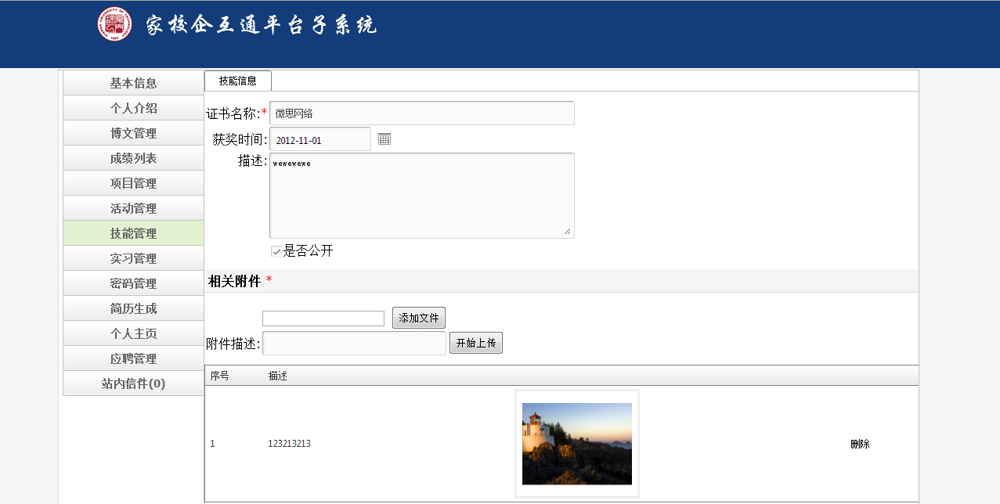 家校企互通平台子系统
基本信息
个人介绍
博文管理
成绩列表
项目管理
活动管理
技能管理
实习管理
密码管理
简历生成
个人主页
应聘管理
站内信件(0)
技能信息
证书名称:* 微思网络
获奖时间: 2012-11-01
描述: wewewewe
是否公开
相关附件 *
添加文件
附件描述: 开始上传
序号 描述
1 123213213 删除